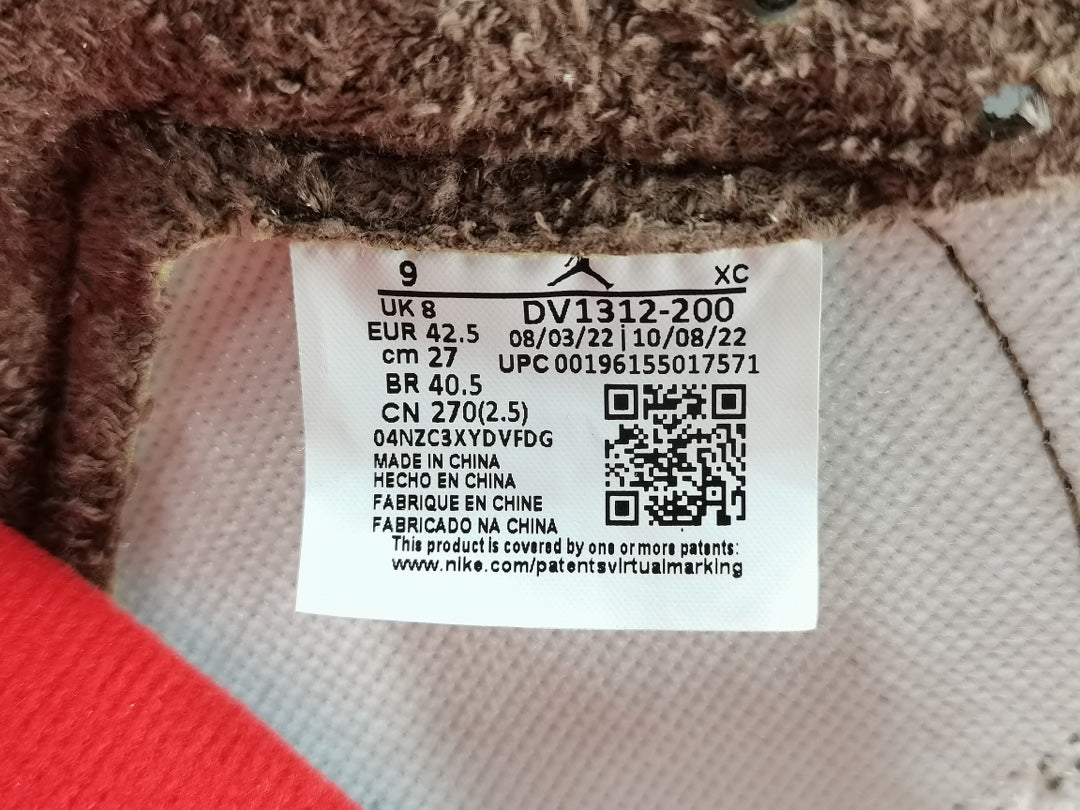 9 XC
UK 8 DV1312-200
EUR 42.5 08/03/22 | 10/08/22
cm 27 UPC 00196155017571
BR 40.5
CN 270(2.5)
04NZC3XYDVFDG
MADE IN CHINA
HECHO EN CHINA
FABRIQUE EN CHINE
FABRICADO NA CHINA
This product is covered by one or more patents:
www.nike.com/patentsvirtualmarking